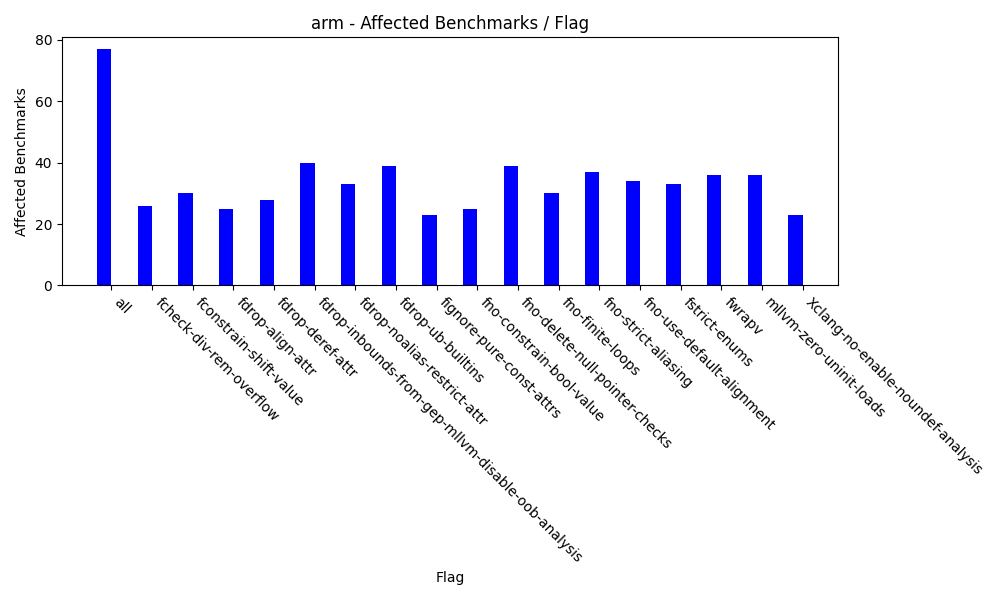 arm - Affected Benchmarks / Flag
Affected Benchmarks
80
60
40
20
0
all
fcheck-div-rem-overflow
fconstrain-shift-value
fdrop-align-attr
fdrop-deref-attr
fdrop-inbounds-from-gep-mllvm-disable-oob-analysis
fdrop-noalias-restrict-attr
fdrop-ub-builtins
fignore-pure-const-attrs
fno-constrain-bool-value
fno-delete-null-pointer-checks
fno-finite-loops
fno-strict-aliasing
fno-use-default-alignment
fstrict-enums
fwrapv
mllvm-zero-uninit-loads
Xclang-no-enable-noundef-analysis
Flag